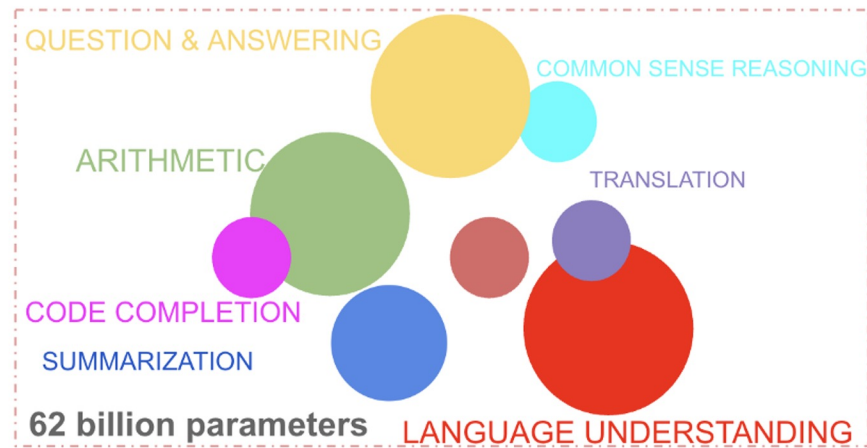 QUESTION & ANSWERING
COMMON SENSE REASONING
ARITHMETIC
TRANSLATION
CODE COMPLETION
SUMMARIZATION
62 billion parameters
LANGUAGE UNDERSTANDING